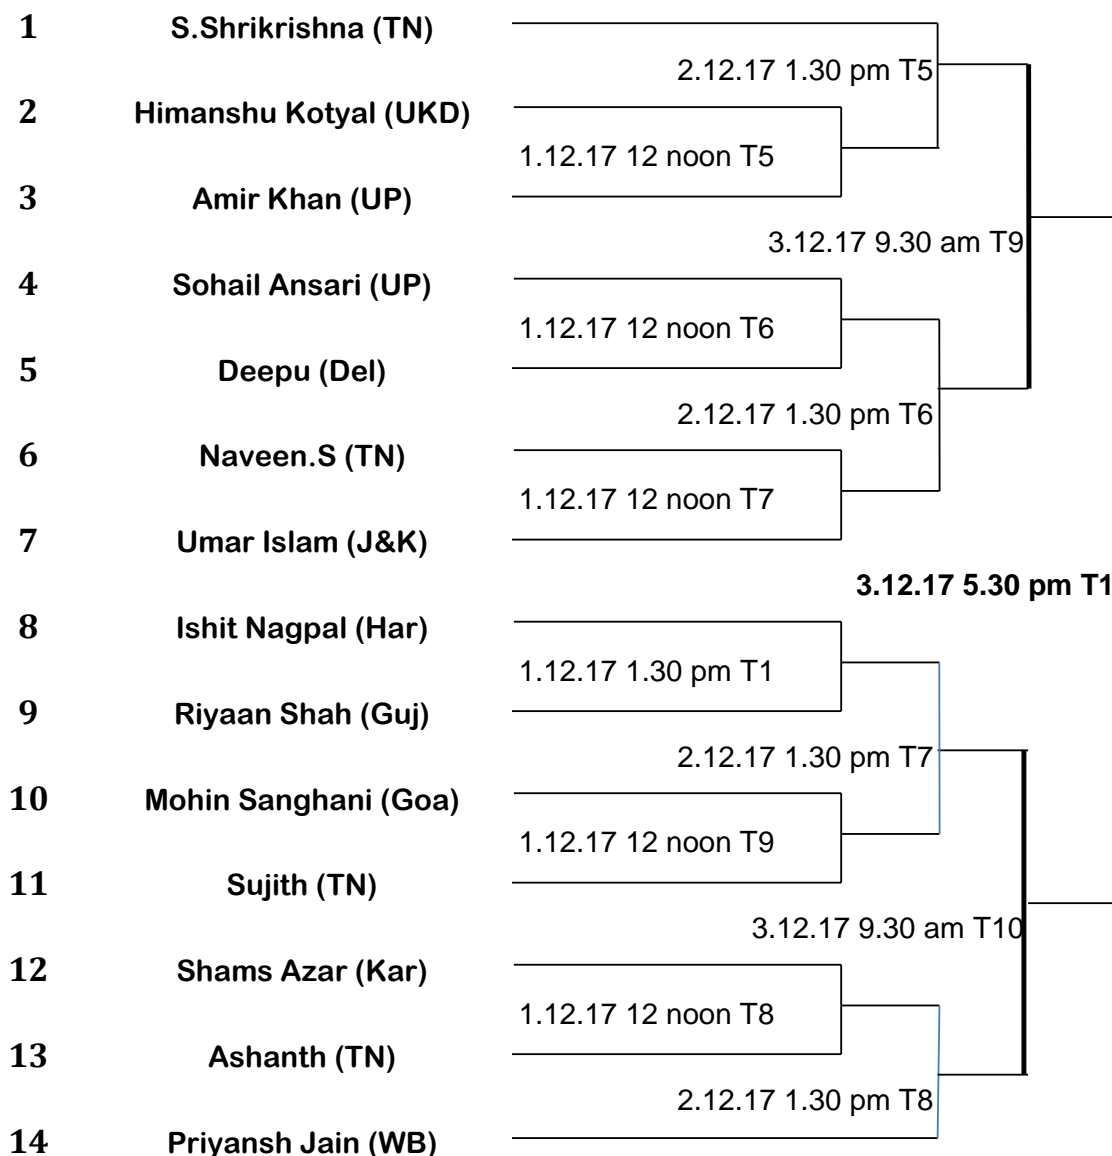 1 S.Shrikrishna (TN)
2.12.17 1.30 pm T5
2 Himanshu Kotyal (UKD)
1.12.17 12 noon T5
3 Amir Khan (UP)
3.12.17 9.30 am T9
4 Sohail Ansari (UP)
1.12.17 12 noon T6
5 Deepu (Del)
2.12.17 1.30 pm T6
6 Naveen.S (TN)
1.12.17 12 noon T7
7 Umar Islam (J&K)
3.12.17 5.30 pm T1
8 Ishit Nagpal (Har)
1.12.17 1.30 pm T1
9 Riyaan Shah (Guj)
2.12.17 1.30 pm T7
10 Mohin Sanghani (Goa)
1.12.17 12 noon T9
11 Sujith (TN)
3.12.17 9.30 am T10
12 Shams Azar (Kar)
1.12.17 12 noon T8
13 Ashanth (TN)
2.12.17 1.30 pm T8
14 Priyansh Jain (WB)